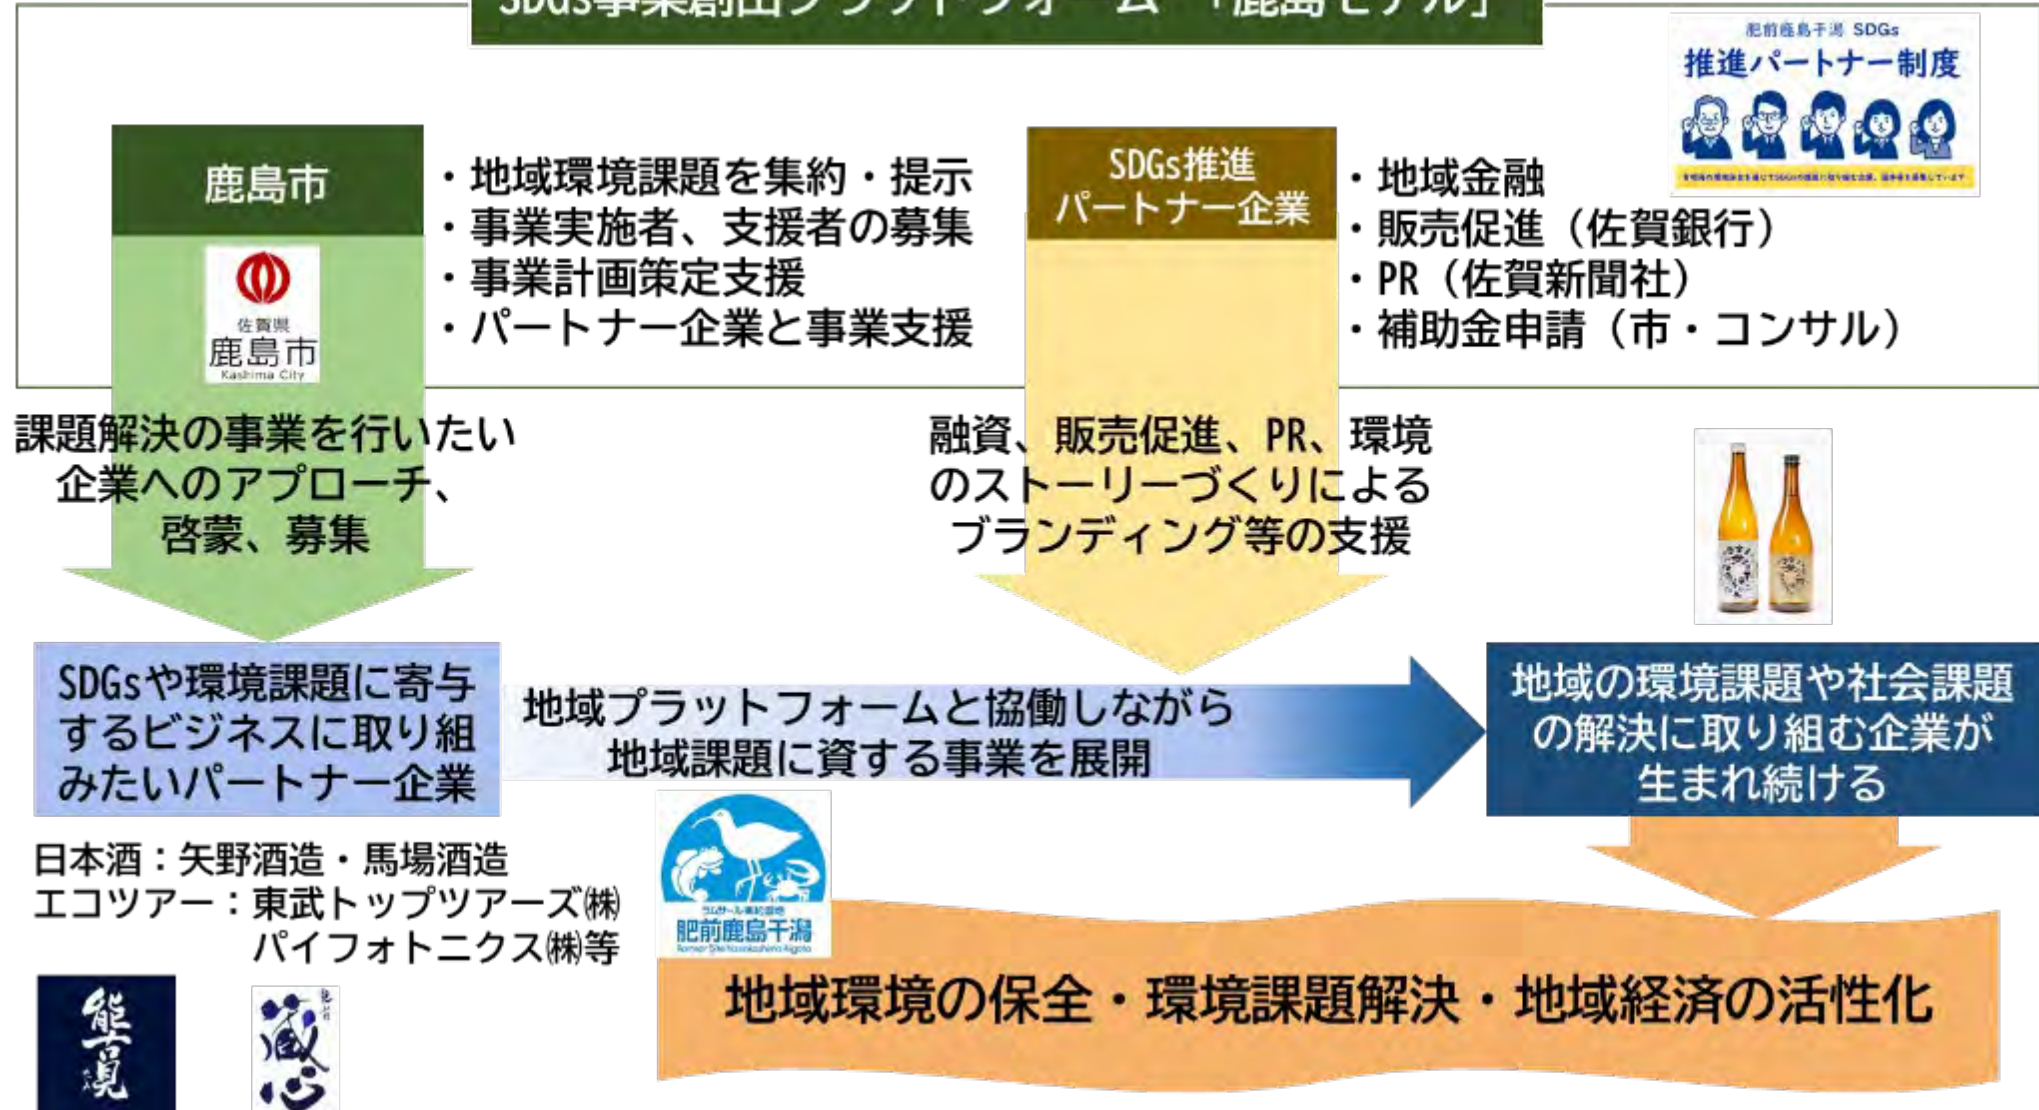 SDGs事業創出プラットフォーム 「鹿島モデル」
肥前鹿島干潟 SDGs
推進パートナー制度
鹿島市
・地域環境課題を集約・提示
・事業実施者、支援者の募集
・事業計画策定支援
・パートナー企業と事業支援
佐賀県
鹿島市
Kashima City
SDGs推進
パートナー企業
・地域金融
・販売促進（佐賀銀行）
・PR（佐賀新聞社）
・補助金申請（市・コンサル）
課題解決の事業を行いたい
企業へのアプローチ、
啓蒙、募集
融資、販売促進、PR、環境
のストーリーづくりによる
ブランディング等の支援
SDGsや環境課題に寄与
するビジネスに取り組
みたいパートナー企業
地域プラットフォームと協働しながら
地域課題に資する事業を展開
地域の環境課題や社会課題
の解決に取り組む企業が
生まれ続ける
日本酒：矢野酒造・馬場酒造
エコツアー：東武トップツアーズ㈱
パイフォトニクス㈱等
ラムサール条約湿地
肥前鹿島干潟
地域環境の保全・環境課題解決・地域経済の活性化
能古見
蔵心